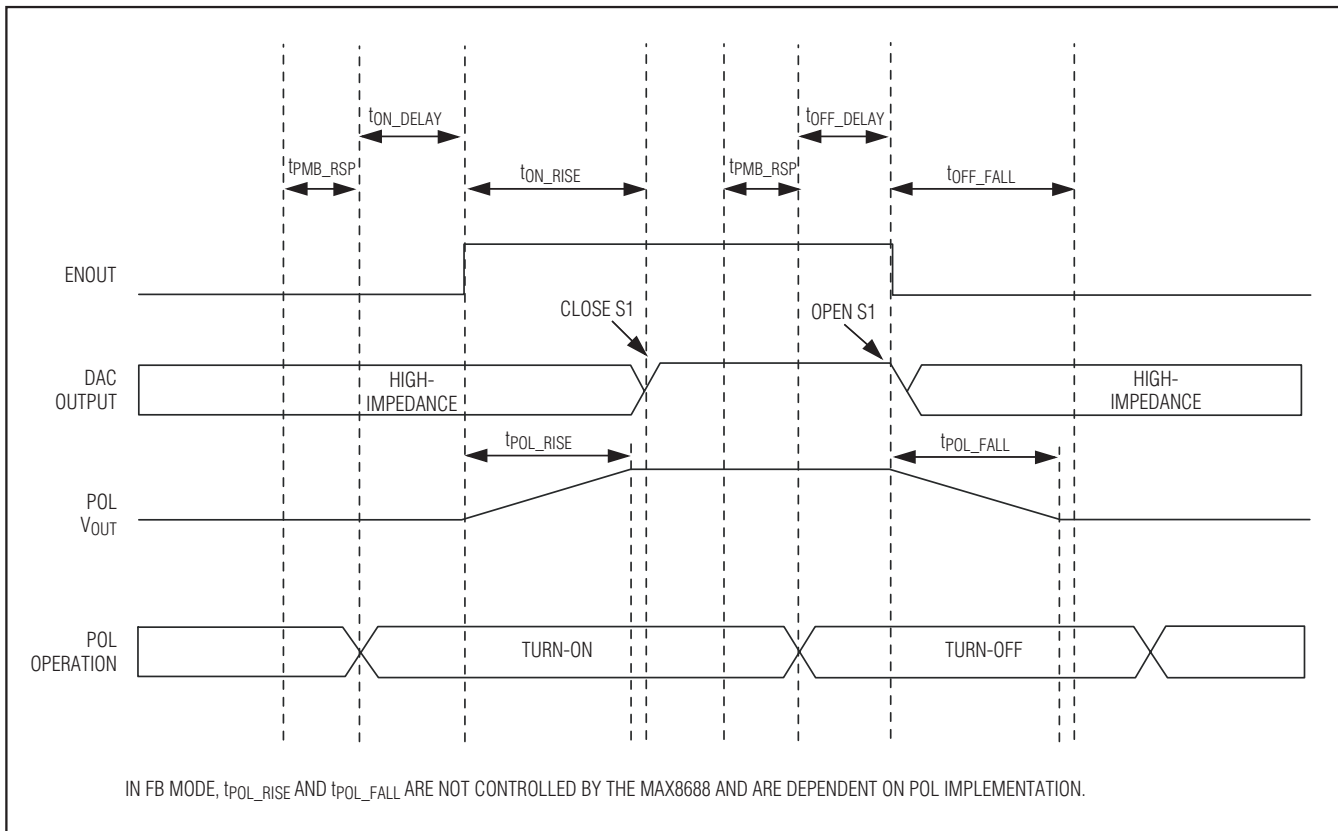 tON_DELAY
tOFF_DELAY
tPMB_RSP
tON_RISE
tPMB_RSP
tOFF_FALL
ENOUT
CLOSE S1
OPEN S1
DAC
OUTPUT
HIGH-
IMPEDANCE
HIGH-
IMPEDANCE
tPOL_RISE
tPOL_FALL
POL
VOUT
POL
OPERATION
TURN-ON
TURN-OFF
IN FB MODE, tPOL_RISE AND tPOL_FALL ARE NOT CONTROLLED BY THE MAX8688 AND ARE DEPENDENT ON POL IMPLEMENTATION.